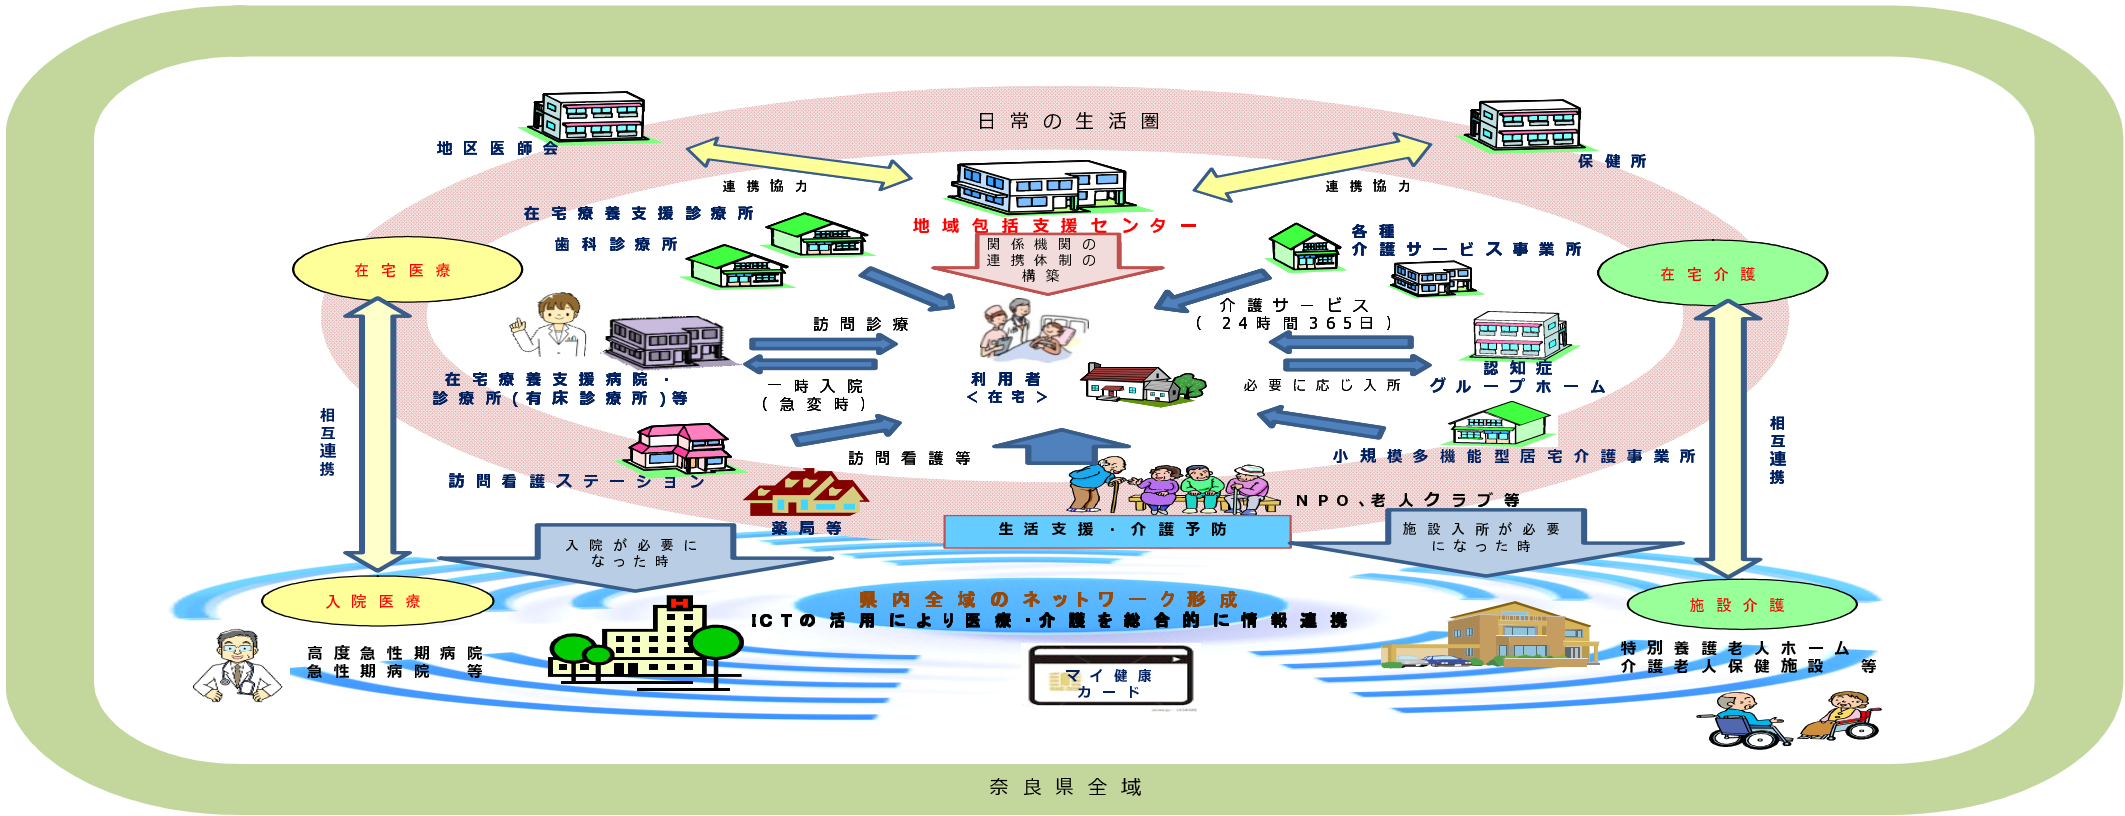 日常の生活圏
地区医師会
保健所
連携協力
連携協力
在宅療養支援診療所
歯科診療所
地域包括支援センター
関係機関の
連携体制の
構築
各種
介護サービス事業所
在宅医療
在宅介護
訪問診療
介護サービス
(24時間365日)
在宅療養支援病院・
診療所(有床診療所)等
一時入院
(急変時)
利用者
<在宅>
必要に応じ入所
認知症
グループホーム
相互連携
相互連携
訪問看護等
小規模多機能型居宅介護事業所
訪問看護ステーション
薬局等
NPO、老人クラブ等
生活支援・介護予防
入院が必要に
なった時
施設入所が必要
になった時
入院医療
施設介護
県内全域のネットワーク形成
ICTの活用により医療・介護を総合的に情報連携
高度急性期病院
急性期病院 等
H
マイ健康
カード
特別養護老人ホーム
介護老人保健施設 等
奈良県全域